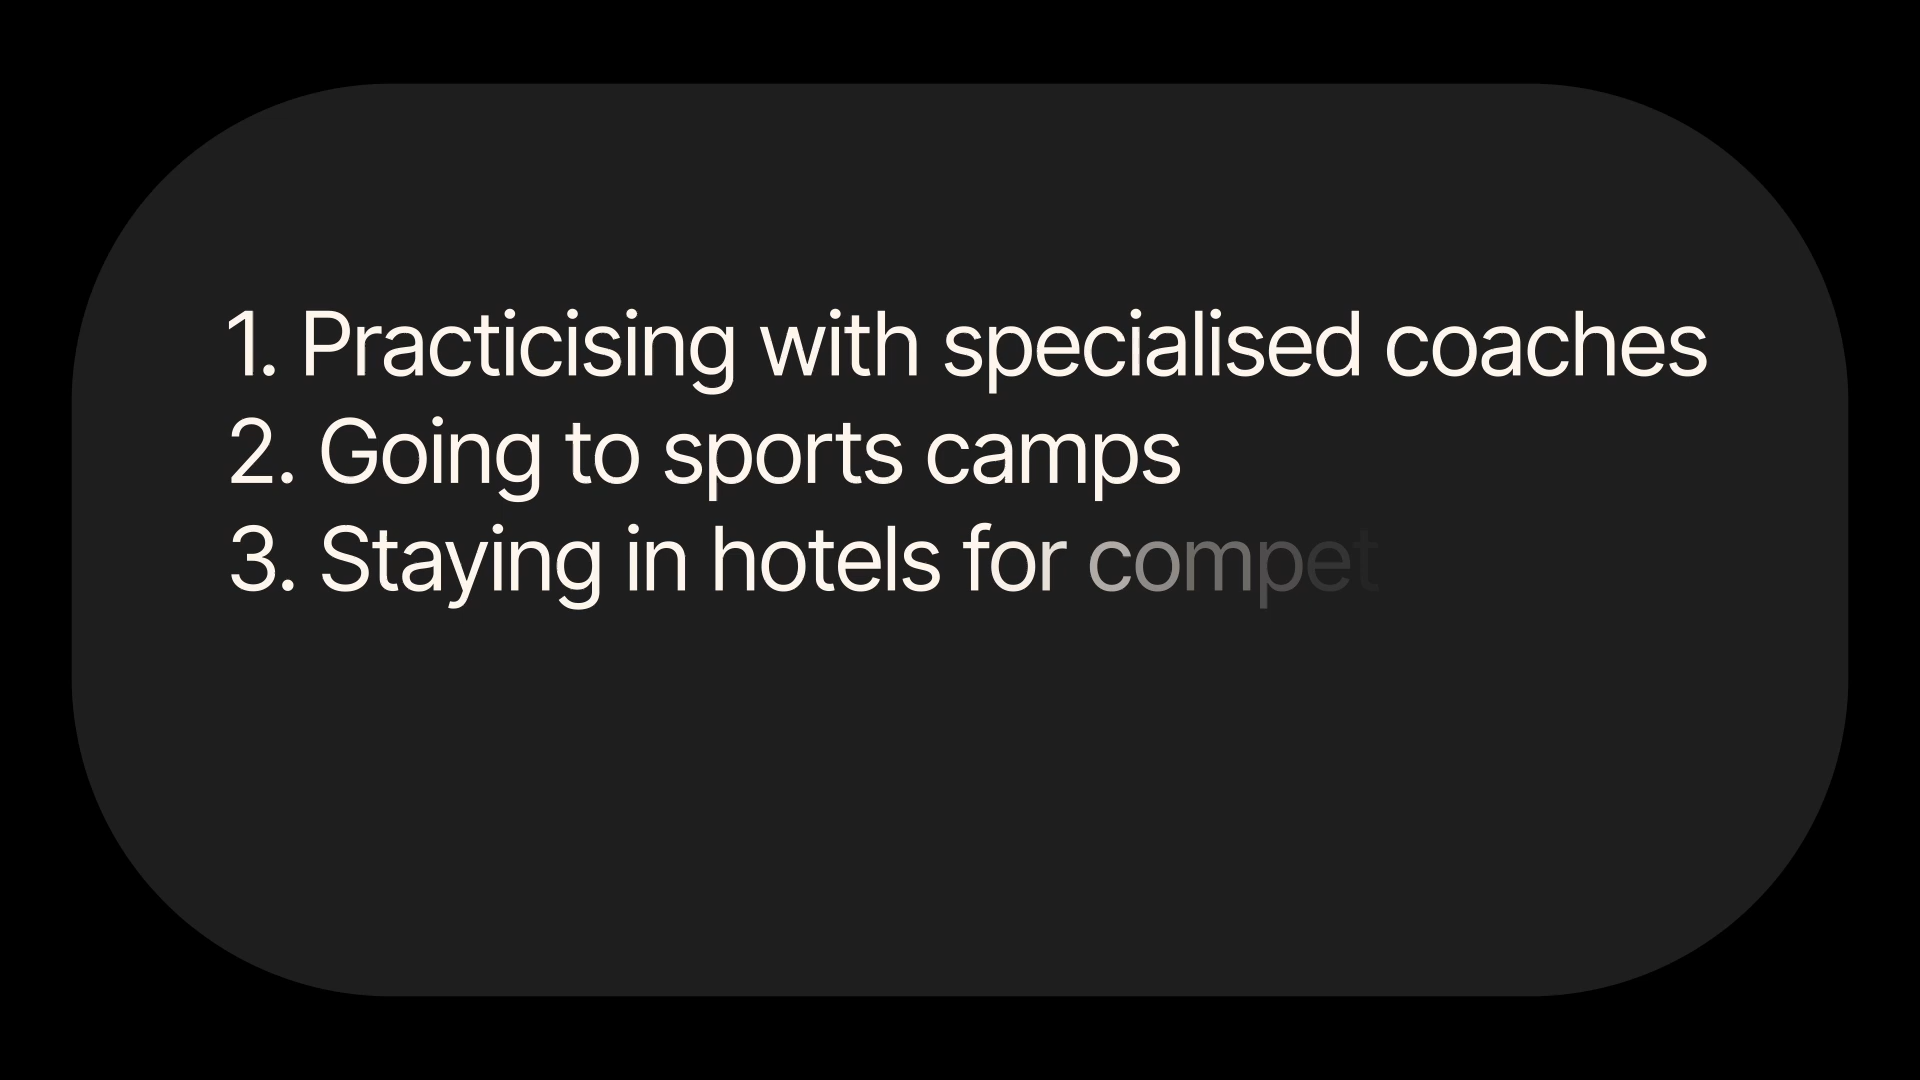 1. Practicising with specialised coaches
2. Going to sports camps
3. Staying in hotels for compet